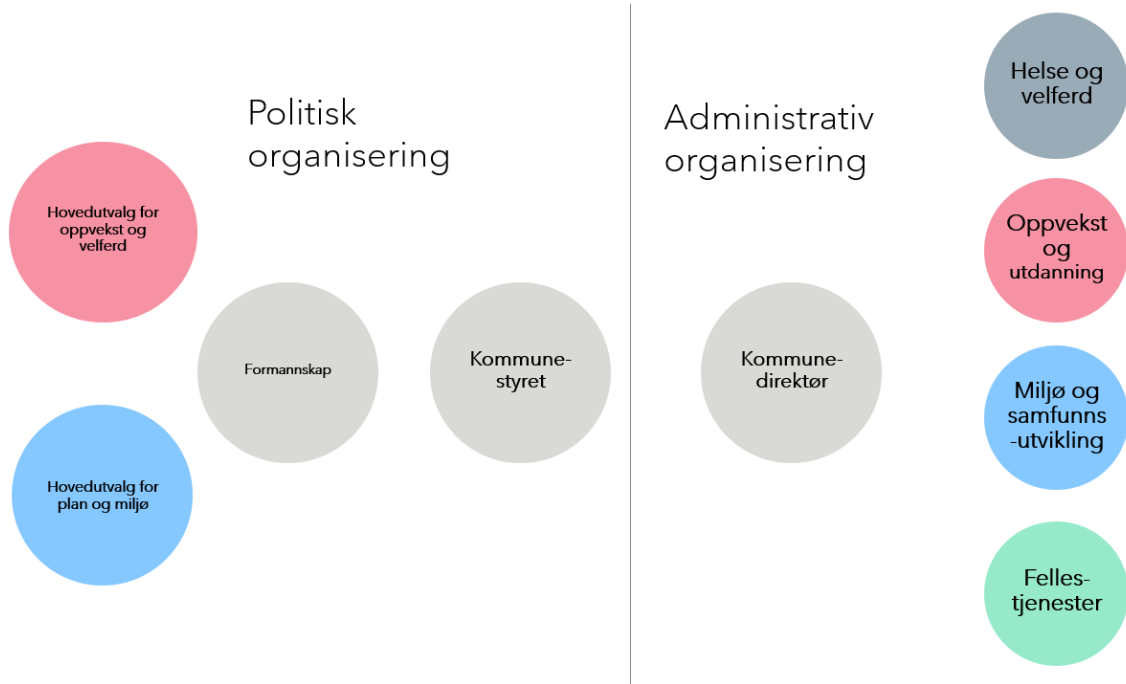 Politisk
organisering
Hovedutvalg for
oppvekst og
velferd
Formannskap
Kommune-
styret
Hovedutvalg for
plan og miljø
Administrativ
organisering
Kommune-
direktør
Helse og
velferd
Oppvekst
og
utdanning
Miljø og
samfunns
-utvikling
Felles-
tjenester